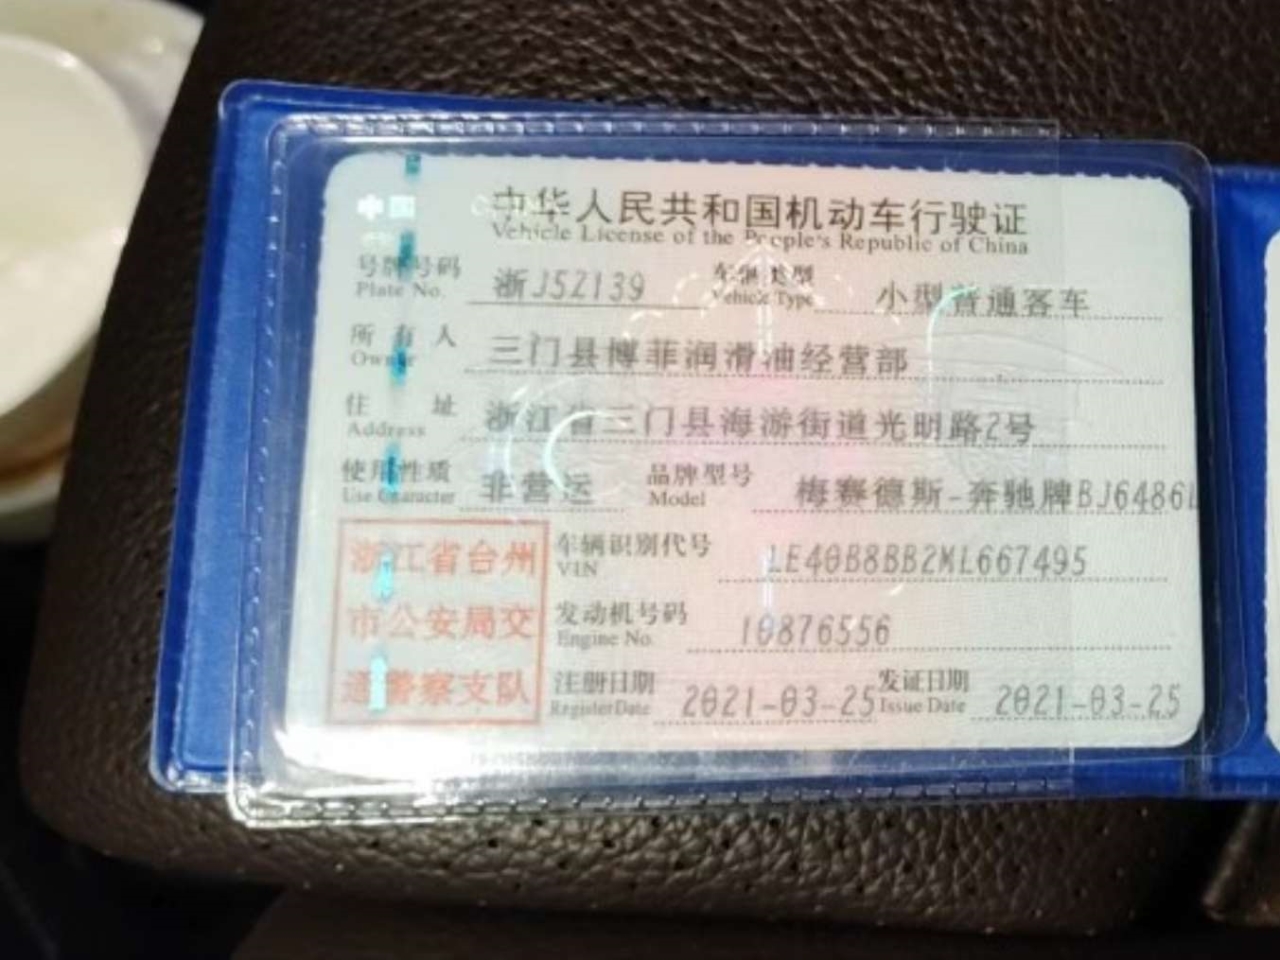 中国
中华人民共和国机动车行驶证
Vehicle License of the People's Republic of China
号牌号码 浙J5Z139 车辆类型 小型普通客车
Plate No. Vehicle Type
所有人 三门县博菲润滑油经营部
Owner
住址 浙江省三门县海游街道光明路2号
Address
使用性质 非营运 品牌型号 梅赛德斯-奔驰牌BJ6486L
Use Character Model
浙江省台州 车辆识别代号 LE40B8BB2ML667495
VIN
市公安局交 发动机号码 10876556
Engine No.
通警察支队 注册日期 2021-03-25 发证日期 2021-03-25
Register Date Issue Date